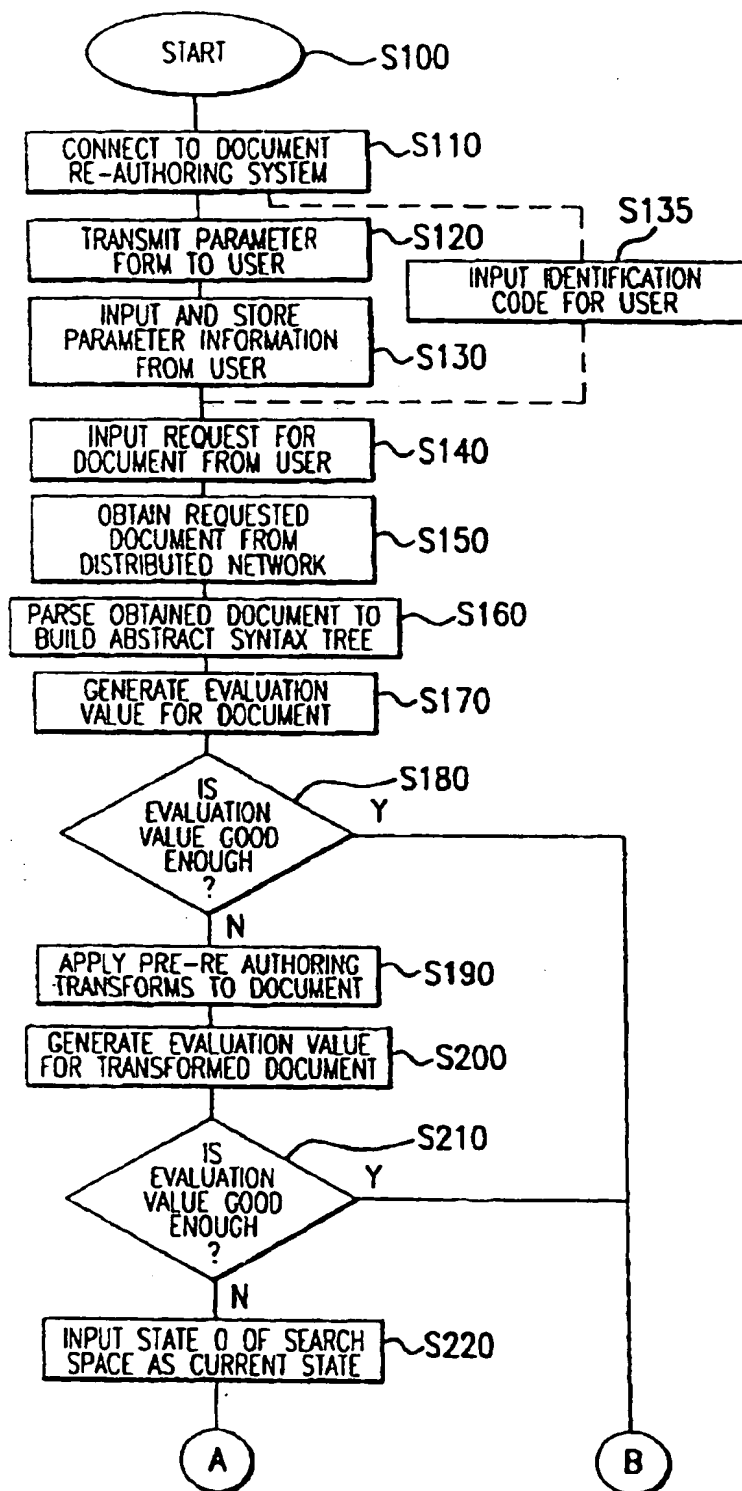 START
S100
CONNECT TO DOCUMENT
RE-AUTHORING SYSTEM
S110
TRANSMIT PARAMETER
FORM TO USER
S120
S135
INPUT IDENTIFICATION
CODE FOR USER
INPUT AND STORE
PARAMETER INFORMATION
FROM USER
S130
INPUT REQUEST FOR
DOCUMENT FROM USER
S140
OBTAIN REQUESTED
DOCUMENT FROM
DISTRIBUTED NETWORK
S150
PARSE OBTAINED DOCUMENT TO
BUILD ABSTRACT SYNTAX TREE
S160
GENERATE EVALUATION
VALUE FOR DOCUMENT
S170
IS
EVALUATION
VALUE GOOD
ENOUGH
?
S180
Y
N
APPLY PRE-RE AUTHORING
TRANSFORMS TO DOCUMENT
S190
GENERATE EVALUATION VALUE
FOR TRANSFORMED DOCUMENT
S200
IS
EVALUATION
VALUE GOOD
ENOUGH
?
S210
Y
N
INPUT STATE 0 OF SEARCH
SPACE AS CURRENT STATE
S220
A
B